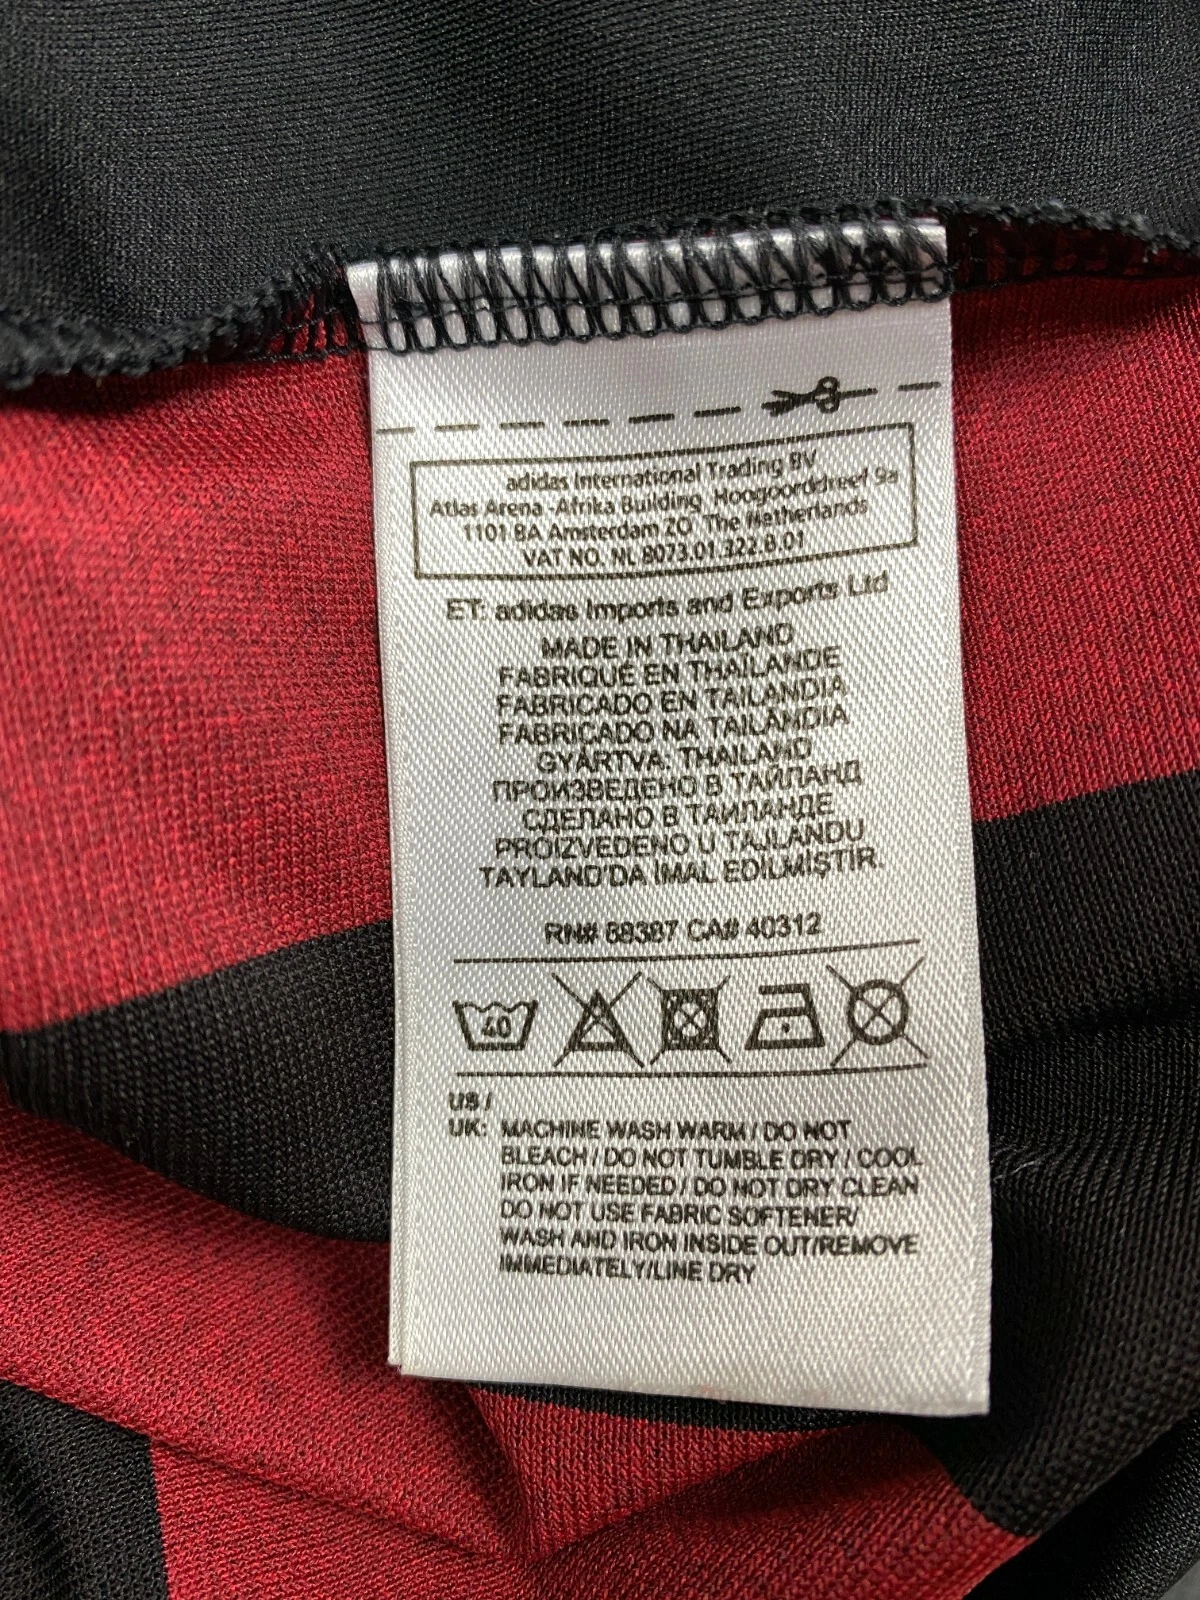 adidas International Trading BV
Atlas Arena -Afrika Building, Hoogoorddreef 9a
1101 BA Amsterdam ZO The Netherlands
VAT NO. NL 8073.01.322.B.01
ET: adidas Imports and Exports Ltd
MADE IN THAILAND
FABRIQUÉ EN THAÏLANDE
FABRICADO EN TAILANDIA
FABRICADO NA TAILÂNDIA
GYÁRTVA: THAILAND
ПРОИЗВЕДЕНО В ТАЙЛАНД
СДЕЛАНО В ТАИЛАНДЕ
PROIZVEDENO U TAJLANDU
TAYLAND'DA İMAL EDİLMİŞTİR.
RN# 88387 CA# 40312
40
US /
UK: MACHINE WASH WARM / DO NOT
BLEACH / DO NOT TUMBLE DRY / COOL
IRON IF NEEDED / DO NOT DRY CLEAN
DO NOT USE FABRIC SOFTENER/
WASH AND IRON INSIDE OUT/REMOVE
IMMEDIATELY/LINE DRY